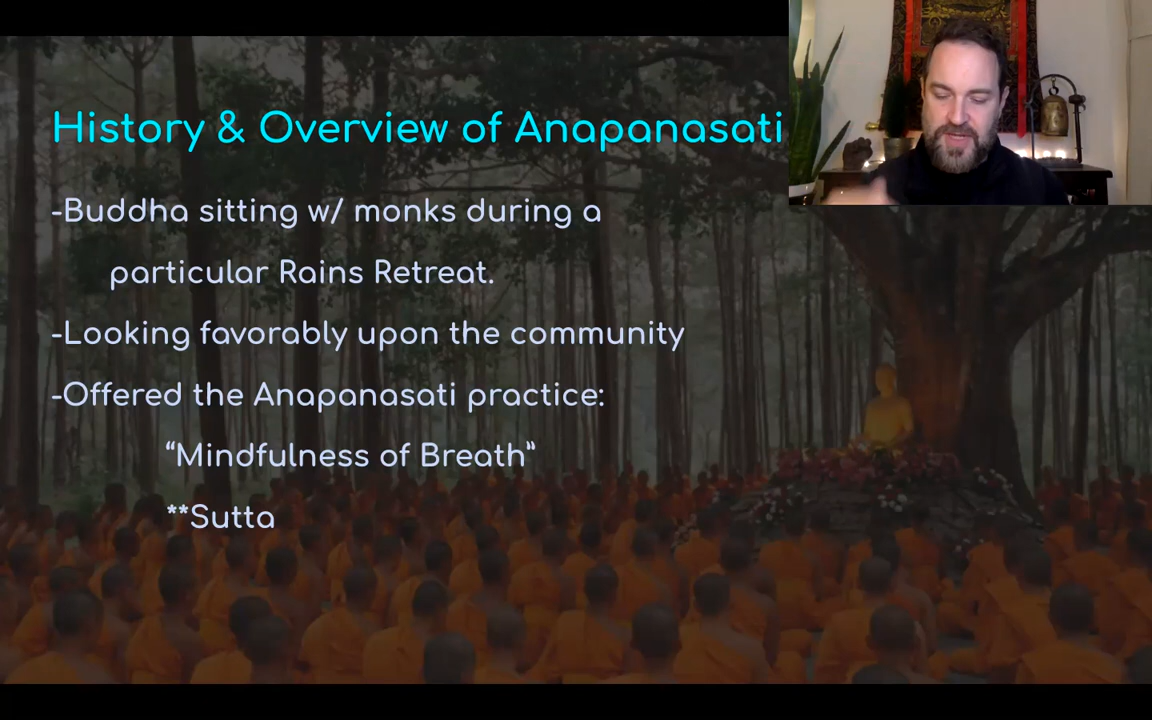 History & Overview of Anapanasati
-Buddha sitting w/ monks during a
particular Rains Retreat.
-Looking favorably upon the community
-Offered the Anapanasati practice:
“Mindfulness of Breath”
**Sutta